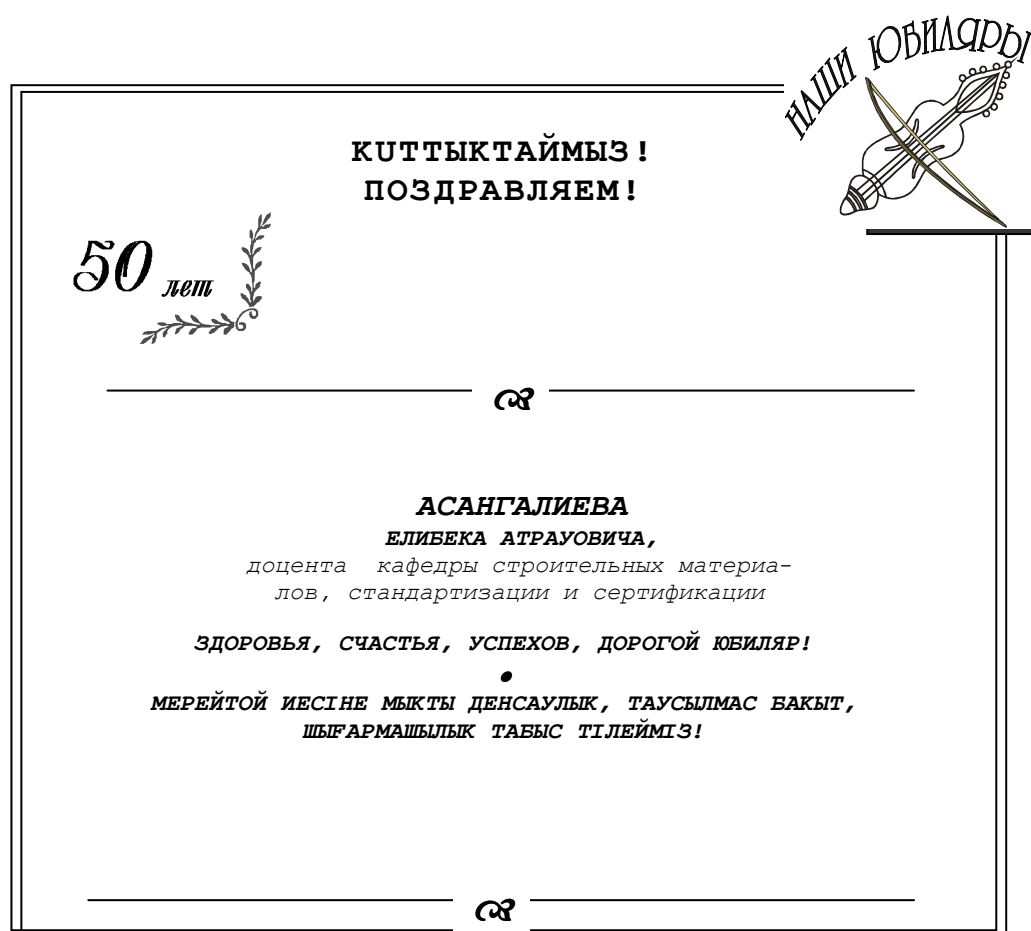 НАШИ ЮБИЛЯРЫ
КUТТЫКТАЙМЫЗ!
ПОЗДРАВЛЯЕМ!
50 лет
АСАНГАЛИЕВА
ЕЛИБЕКА АТРАУОВИЧА,
доцента кафедры строительных материа-
лов, стандартизации и сертификации
ЗДОРОВЬЯ, СЧАСТЬЯ, УСПЕХОВ, ДОРОГОЙ ЮБИЛЯР!
•
МЕРЕЙТОЙ ИЕСІНЕ МЫКТЫ ДЕНСАУЛЫК, ТАУСЫЛМАС БАКЫТ,
ШЫҒАРМАШЫЛЫК ТАБЫС ТІЛЕЙМІЗ!